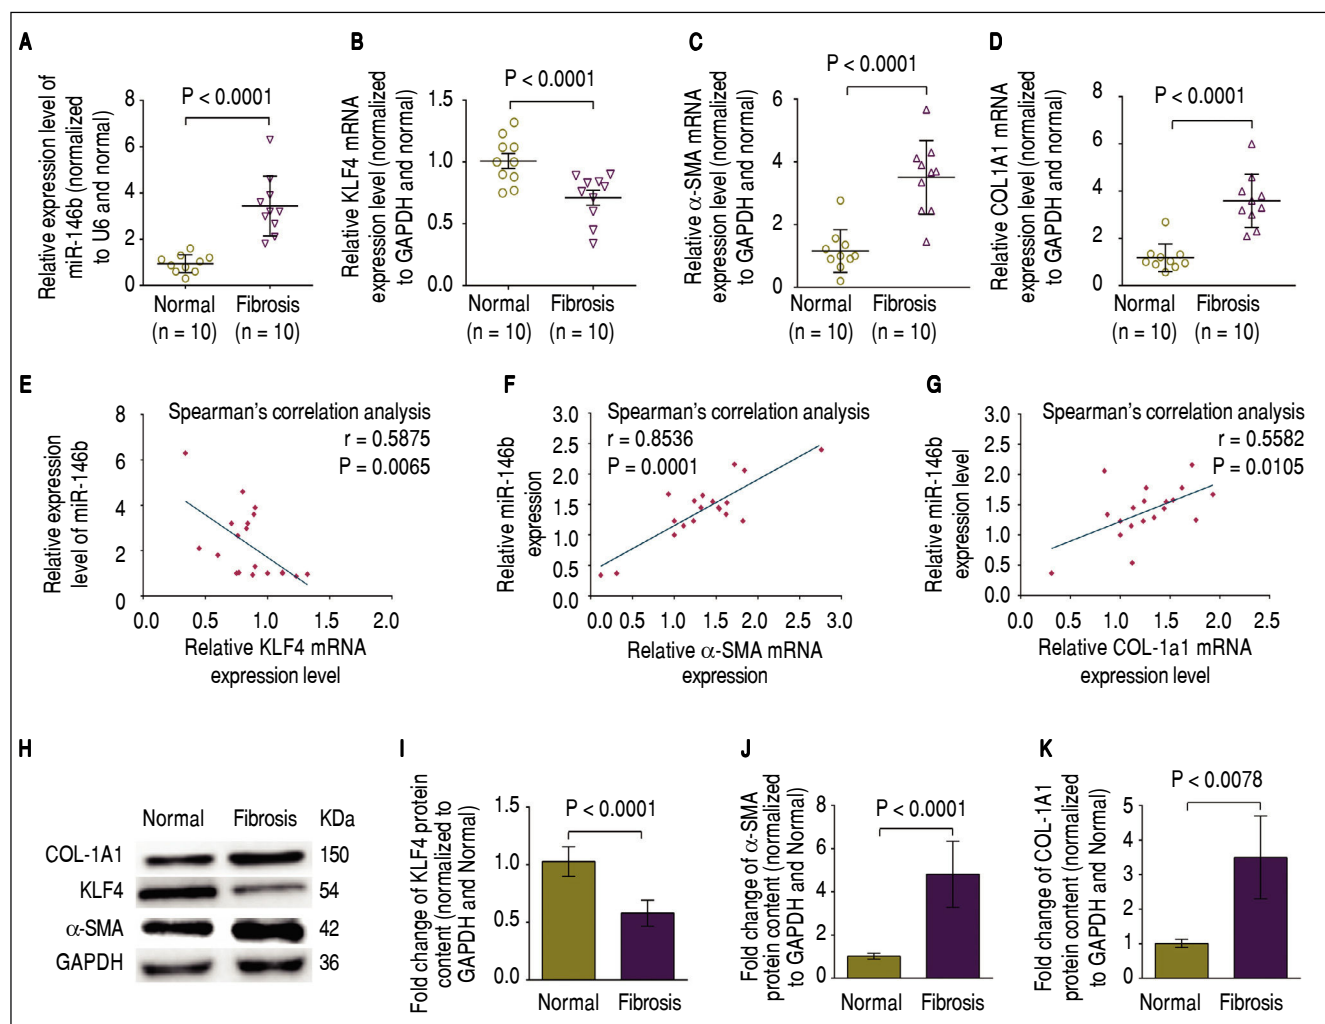 A
Relative expression level of
miR-146b (normalized
to U6 and normal)
8
6
4
2
0
P < 0.0001
Normal
(n = 10)
Fibrosis
(n = 10)
B
Relative KLF4 mRNA
expression level (normalized
to GAPDH and normal)
1.5
1.0
0.5
0.0
P < 0.0001
Normal
(n = 10)
Fibrosis
(n = 10)
C
Relative α-SMA mRNA
expression level (normalized
to GAPDH and normal)
6
4
2
0
P < 0.0001
Normal
(n = 10)
Fibrosis
(n = 10)
D
Relative COL1A1 mRNA
expression level (normalized
to GAPDH and normal)
8
6
4
2
0
P < 0.0001
Normal
(n = 10)
Fibrosis
(n = 10)
E
Relative expression
level of miR-146b
8
6
4
2
0
Spearman's correlation analysis
r = 0.5875
P = 0.0065
0.0 0.5 1.0 1.5 2.0
Relative KLF4 mRNA
expression level
F
Relative miR-146b
expression
3.0
2.5
2.0
1.5
1.0
0.5
0.0
Spearman's correlation analysis
r = 0.8536
P = 0.0001
0.0 0.5 1.0 1.5 2.0 2.5 3.0
Relative α-SMA mRNA
expression
G
Relative miR-146b
expression level
3.0
2.5
2.0
1.5
1.0
0.5
0.0
Spearman's correlation analysis
r = 0.5582
P = 0.0105
0.0 0.5 1.0 1.5 2.0 2.5
Relative COL-1a1 mRNA
expression level
H
Normal Fibrosis KDa
COL-1A1 150
KLF4 54
α-SMA 42
GAPDH 36
I
Fold change of KLF4 protein
content (normalized to
GAPDH and Normal)
1.5
1.0
0.5
0.0
P < 0.0001
Normal Fibrosis
J
Fold change of α-SMA
protein content (normalized
to GAPDH and Normal)
8
6
4
2
0
P < 0.0001
Normal Fibrosis
K
Fold change of COL-1A1
protein content (normalized
to GAPDH and Normal)
5
4
3
2
1
0
P < 0.0078
Normal Fibrosis